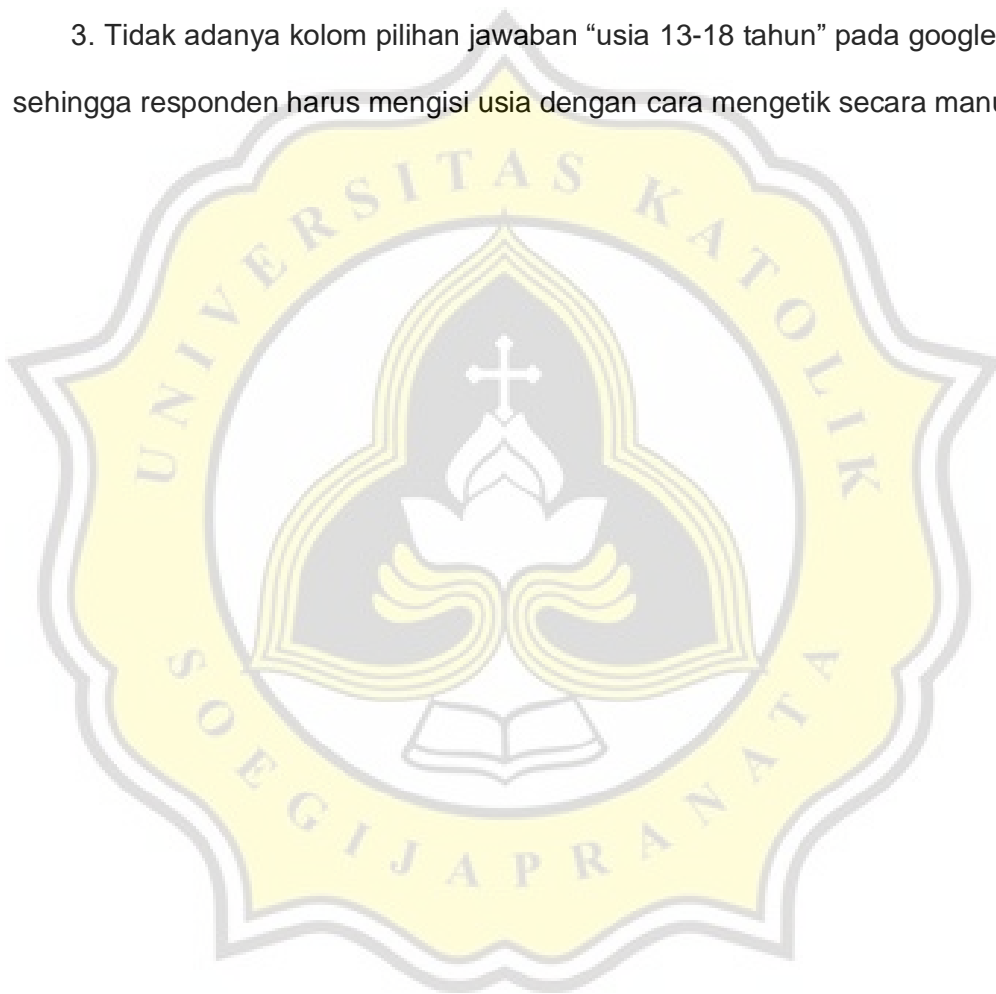 3. Tidak adanya kolom pilihan jawaban “usia 13-18 tahun” pada google
sehingga responden harus mengisi usia dengan cara mengetik secara
UNIVERSITAS KATOLIK
SOEGIJAPRANATA